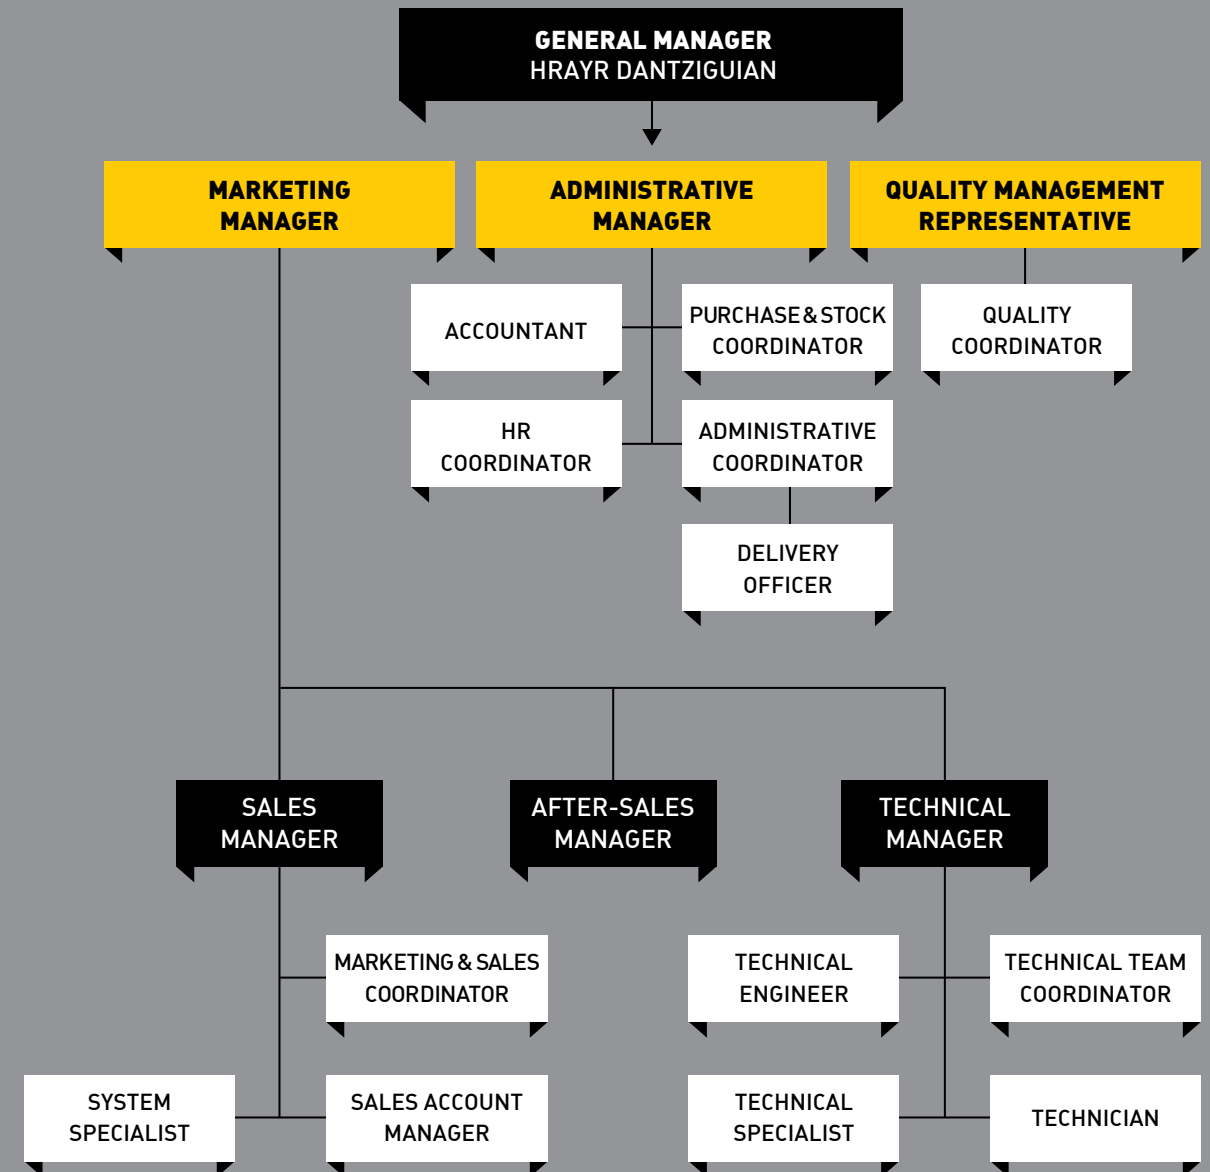 GENERAL MANAGER
HRAYR DANTZIGUIAN
MARKETING
MANAGER
ADMINISTRATIVE
MANAGER
QUALITY MANAGEMENT
REPRESENTATIVE
ACCOUNTANT
PURCHASE & STOCK
COORDINATOR
QUALITY
COORDINATOR
HR
COORDINATOR
ADMINISTRATIVE
COORDINATOR
DELIVERY
OFFICER
SALES
MANAGER
AFTER-SALES
MANAGER
TECHNICAL
MANAGER
MARKETING & SALES
COORDINATOR
TECHNICAL
ENGINEER
TECHNICAL TEAM
COORDINATOR
SYSTEM
SPECIALIST
SALES ACCOUNT
MANAGER
TECHNICAL
SPECIALIST
TECHNICIAN